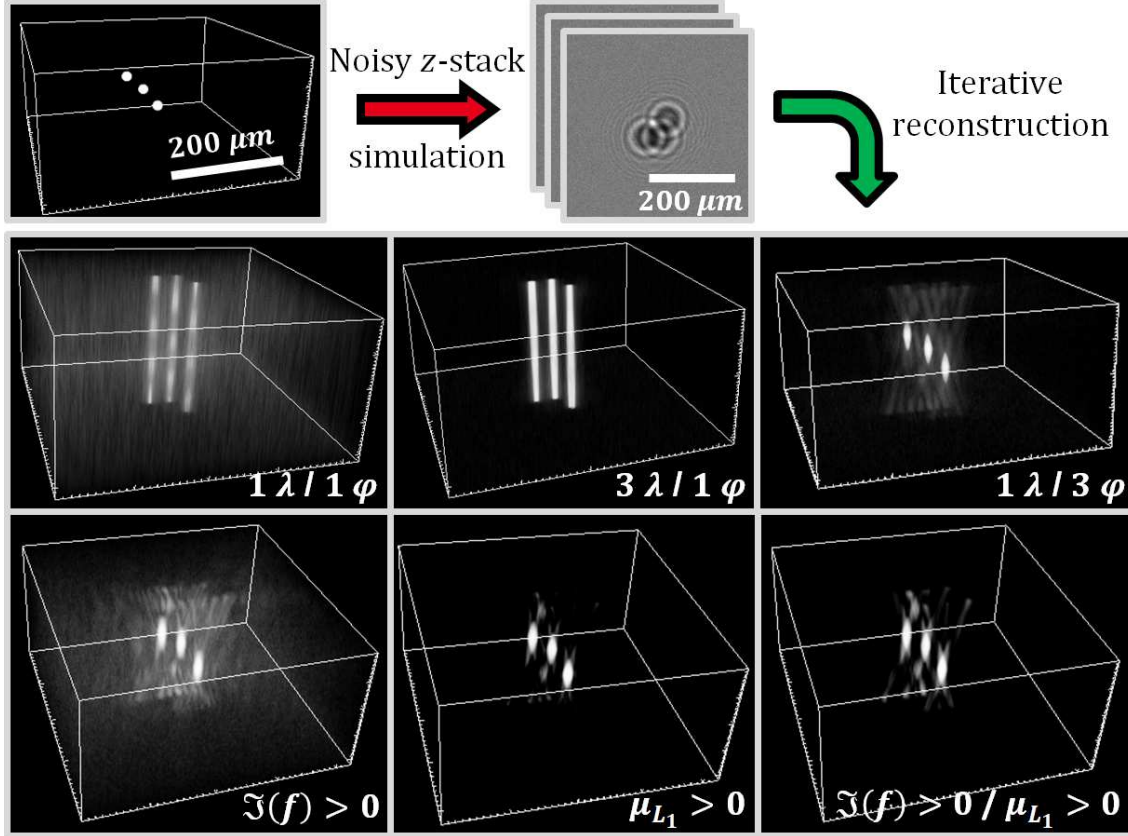 200 μm
Noisy z-stack
simulation
200 μm
Iterative
reconstruction
1 λ / 1 φ
3 λ / 1 φ
1 λ / 3 φ
ℑ(f) > 0
μ_{L_1} > 0
ℑ(f) > 0 / μ_{L_1} > 0